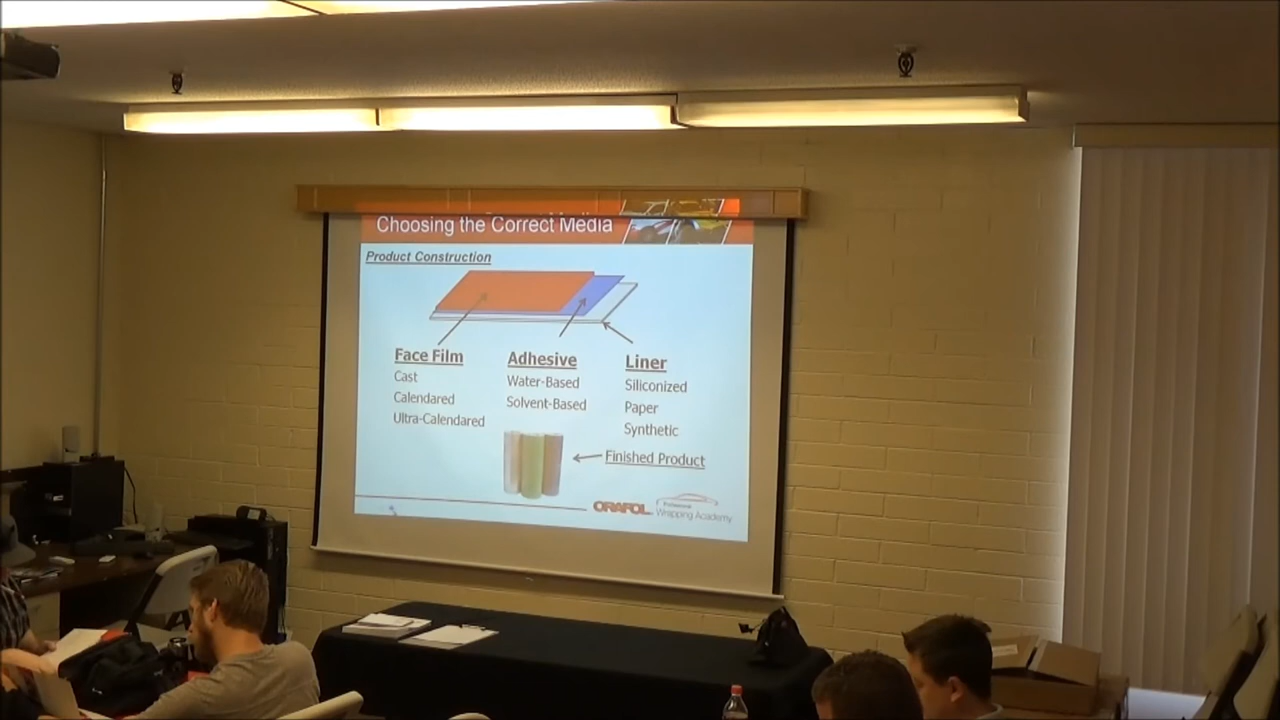 Choosing the Correct Media
Product Construction
Face Film
Cast
Calendared
Ultra-Calendared
Adhesive
Water-Based
Solvent-Based
Liner
Siliconized
Paper
Synthetic
Finished Product
ORAFOL
Professional
Wrapping Academy